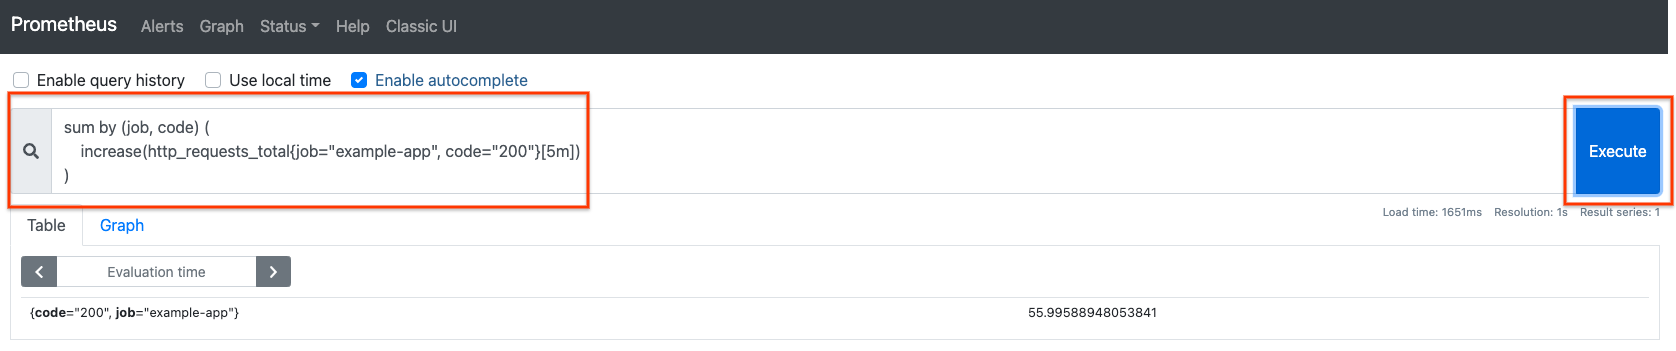 Prometheus Alerts Graph Status Help Classic UI
Enable query history Use local time Enable autocomplete
sum by (job, code) (
increase(http_requests_total{job="example-app", code="200"}[5m])
)
Execute
Load time: 1651ms Resolution: 1s Result series: 1
Table Graph
Evaluation time
{code="200", job="example-app"} 55.99588948053841